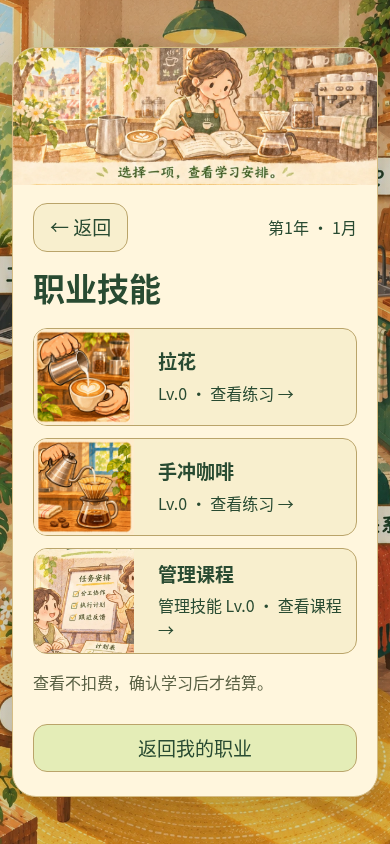 选择一项，查看学习安排。
← 返回
第1年 · 1月
职业技能
拉花
Lv.0 · 查看练习 →
手冲咖啡
Lv.0 · 查看练习 →
任务安排
分工协作
执行计划
跟进反馈
计划表
管理课程
管理技能 Lv.0 · 查看课程
→
查看不扣费，确认学习后才结算。
返回我的职业